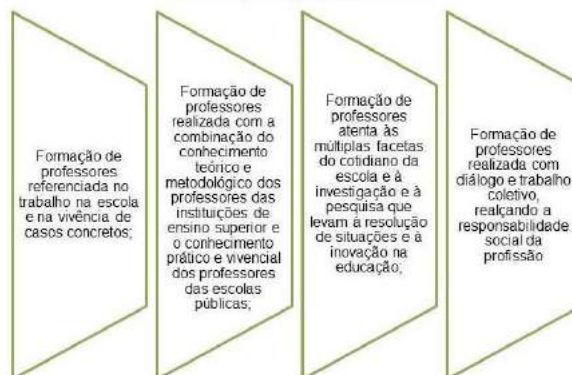 Formação de
professores
referenciada no
trabalho na escola
e na vivência de
casos concretos;
Formação de
professores
realizada com a
combinação do
conhecimento
teórico e
metodológico dos
professores das
instituições de
ensino superior e
o conhecimento
prático e vivencial
dos professores
das escolas
públicas;
Formação de
professores
atenta às
múltiplas facetas
do cotidiano da
escola e à
investigação e à
pesquisa que
levam à resolução
de situações e à
inovação na
educação;
Formação de
professores
realizada com
diálogo e trabalho
coletivo,
realçando a
responsabilidade
social da
profissão